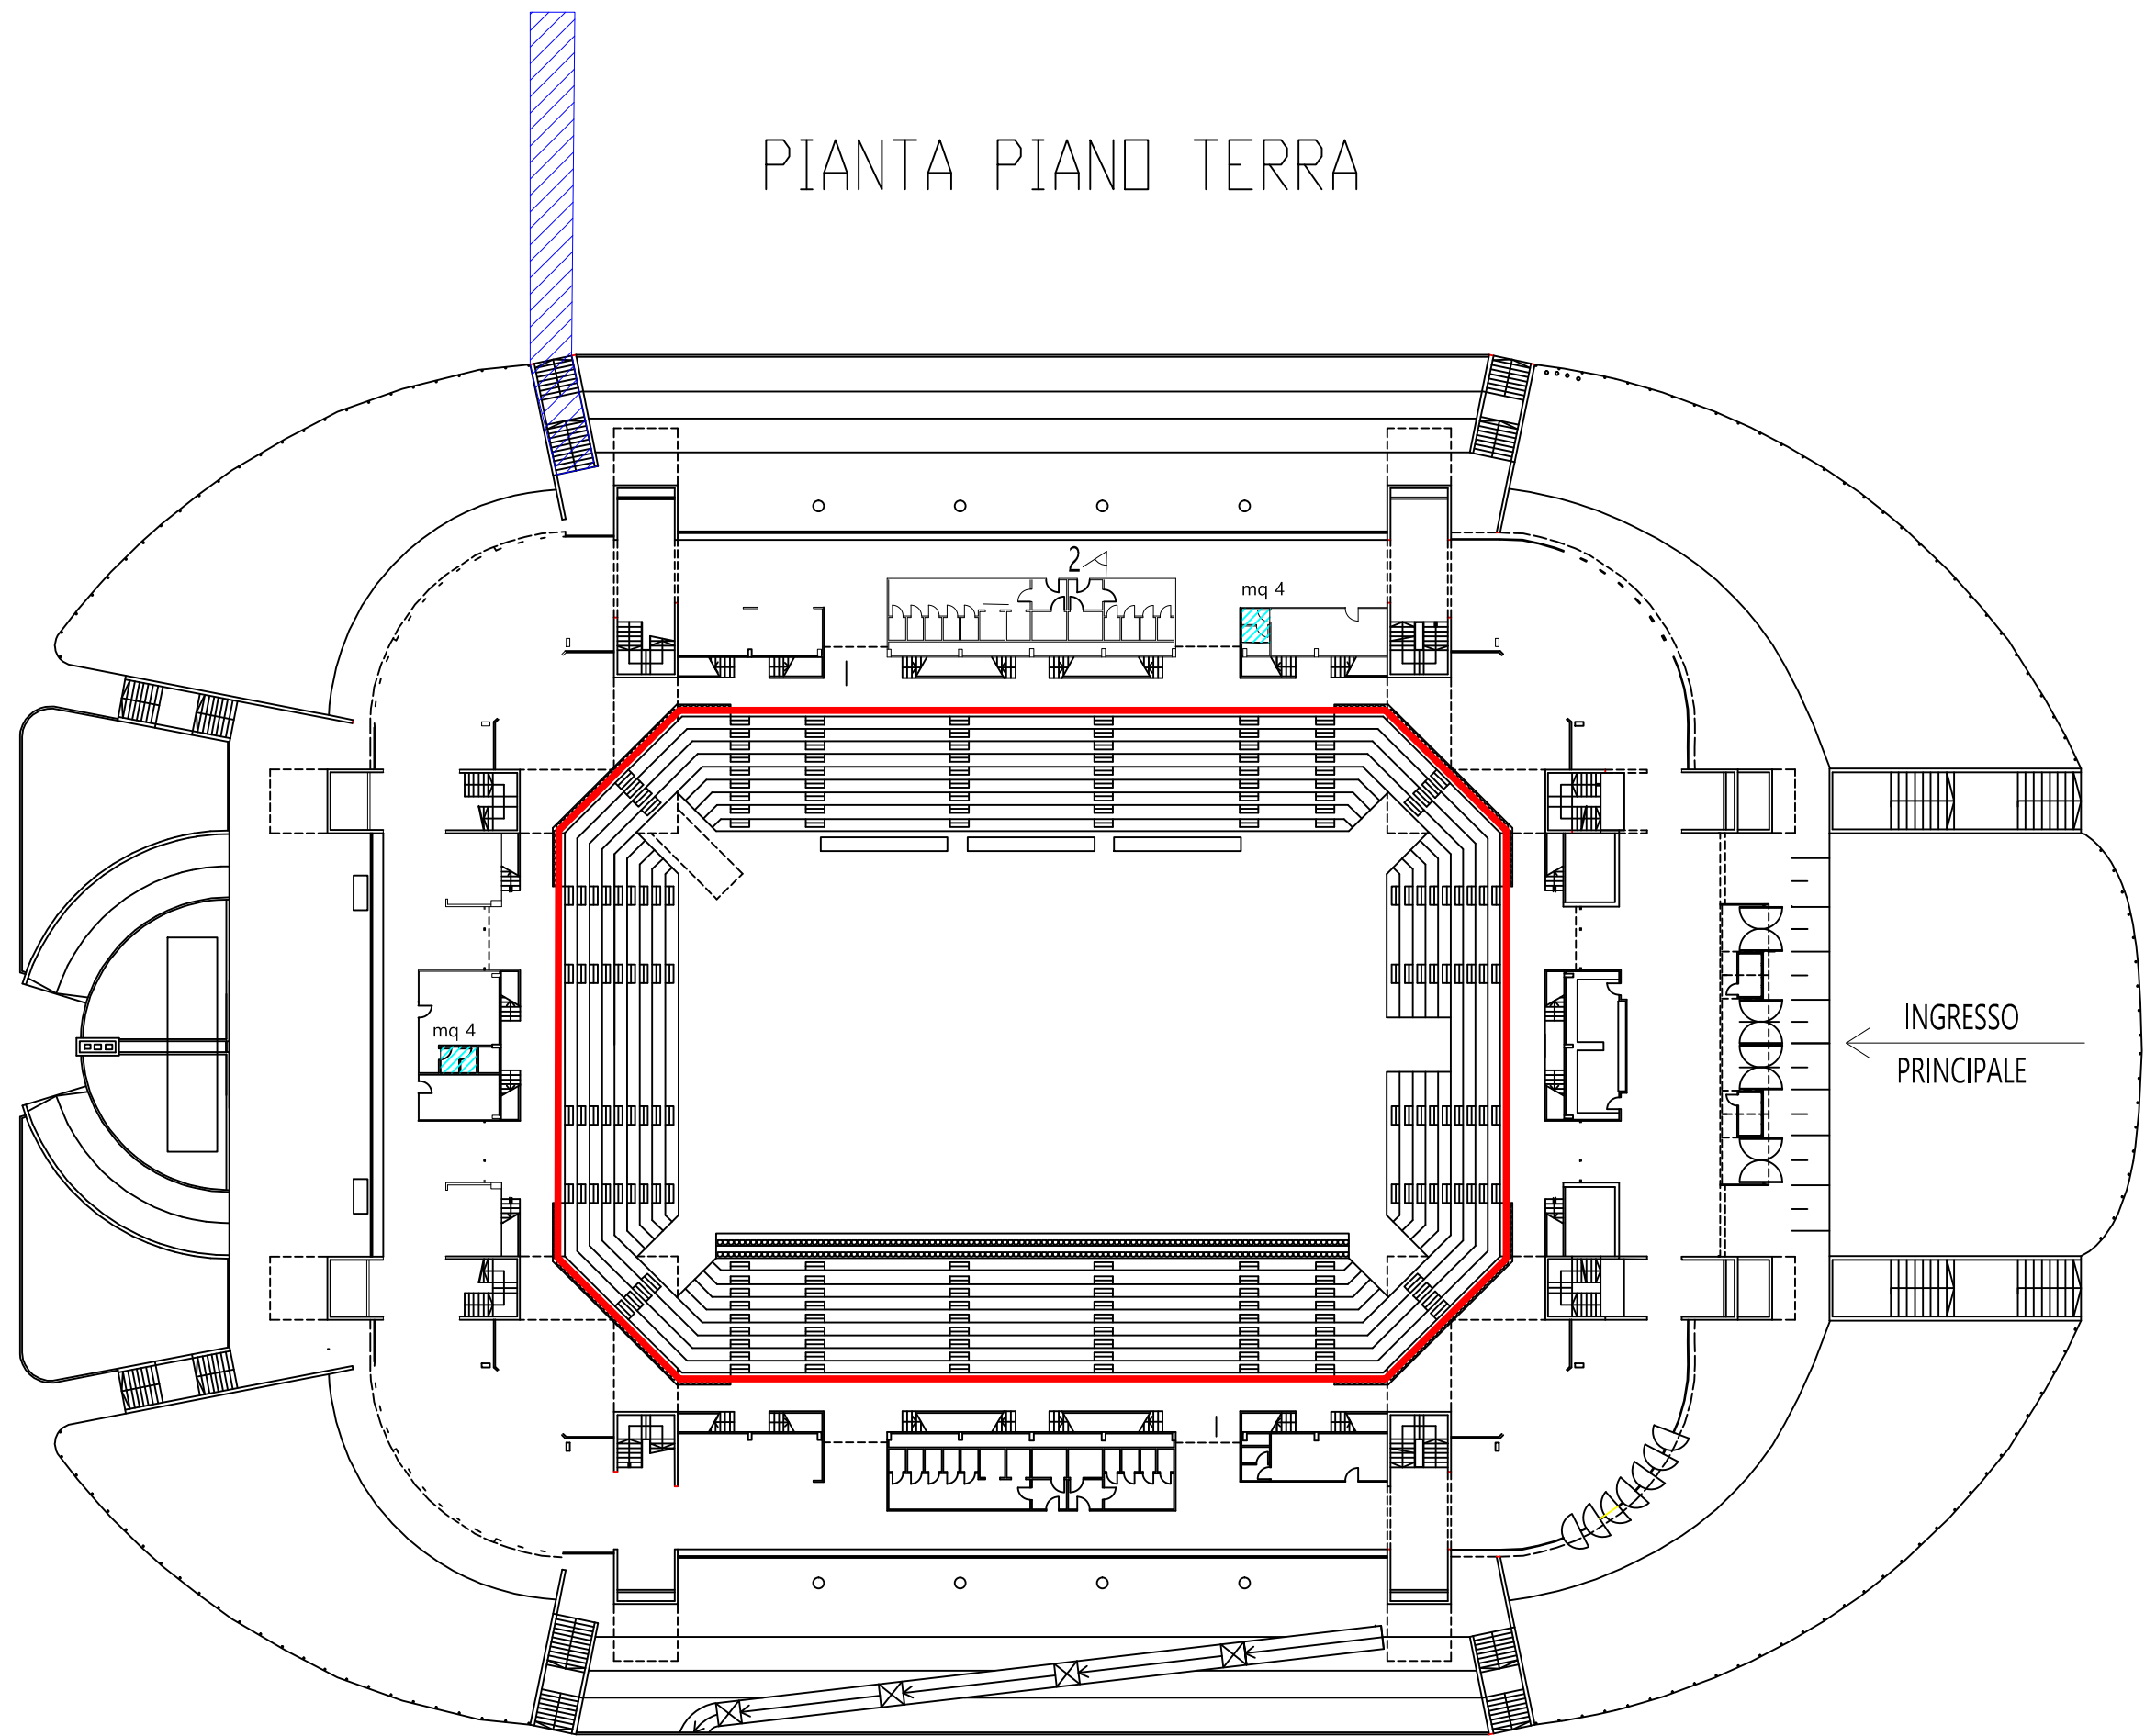 PIANTA PIANO TERRA
2
mq 4
mq 4
INGRESSO
PRINCIPALE